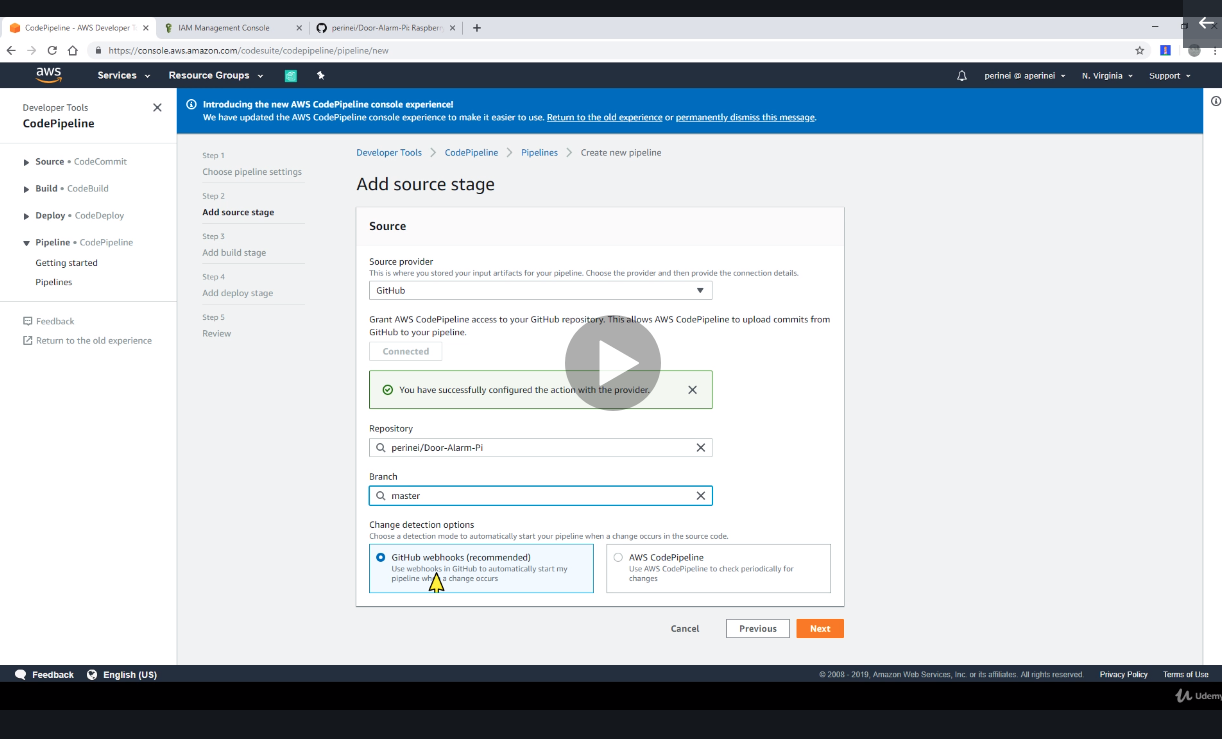 CodePipeline - AWS Developer T
IAM Management Console
perinei/Door-Alarm-Pi: Raspberry
https://console.aws.amazon.com/codesuite/codepipeline/pipeline/new
aws
Services
Resource Groups
perinei @ aperinei
N. Virginia
Support
Developer Tools
CodePipeline
Source • CodeCommit
Build • CodeBuild
Deploy • CodeDeploy
Pipeline • CodePipeline
Getting started
Pipelines
Feedback
Return to the old experience
Introducing the new AWS CodePipeline console experience!
We have updated the AWS CodePipeline console experience to make it easier to use. Return to the old experience or permanently dismiss this message.
Step 1
Choose pipeline settings
Step 2
Add source stage
Step 3
Add build stage
Step 4
Add deploy stage
Step 5
Review
Developer Tools > CodePipeline > Pipelines > Create new pipeline
Add source stage
Source
Source provider
This is where you stored your input artifacts for your pipeline. Choose the provider and then provide the connection details.
GitHub
Grant AWS CodePipeline access to your GitHub repository. This allows AWS CodePipeline to upload commits from
GitHub to your pipeline.
Connected
You have successfully configured the action with the provider.
Repository
perinei/Door-Alarm-Pi
Branch
master
Change detection options
Choose a detection mode to automatically start your pipeline when a change occurs in the source code.
GitHub webhooks (recommended)
Use webhooks in GitHub to automatically start my
pipeline when a change occurs
AWS CodePipeline
Use AWS CodePipeline to check periodically for
changes
Cancel
Previous
Next
Feedback
English (US)
© 2008 - 2019, Amazon Web Services, Inc. or its affiliates. All rights reserved.
Privacy Policy
Terms of Use
Udemy